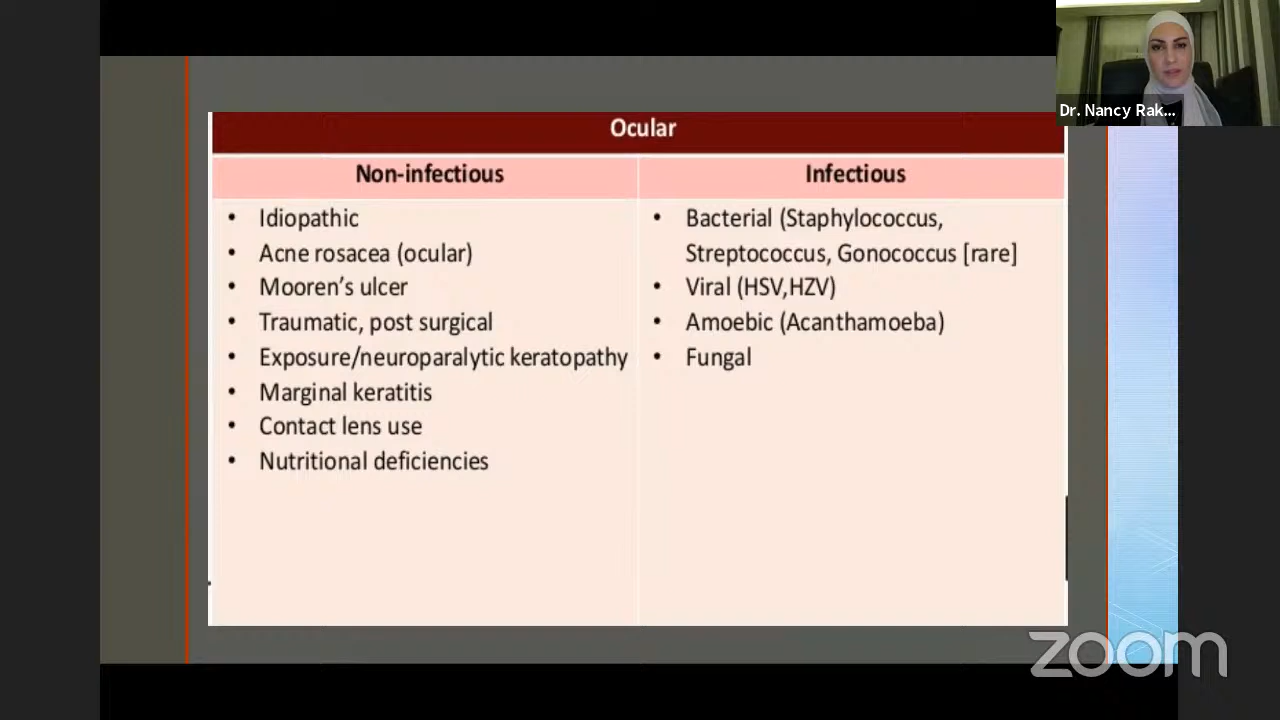 Dr. Nancy Rak...
Ocular
Non-infectious
Infectious
• Idiopathic
• Acne rosacea (ocular)
• Mooren’s ulcer
• Traumatic, post surgical
• Exposure/neuroparalytic keratopathy
• Marginal keratitis
• Contact lens use
• Nutritional deficiencies
• Bacterial (Staphylococcus,
Streptococcus, Gonococcus [rare]
• Viral (HSV,HZV)
• Amoebic (Acanthamoeba)
• Fungal
zoom